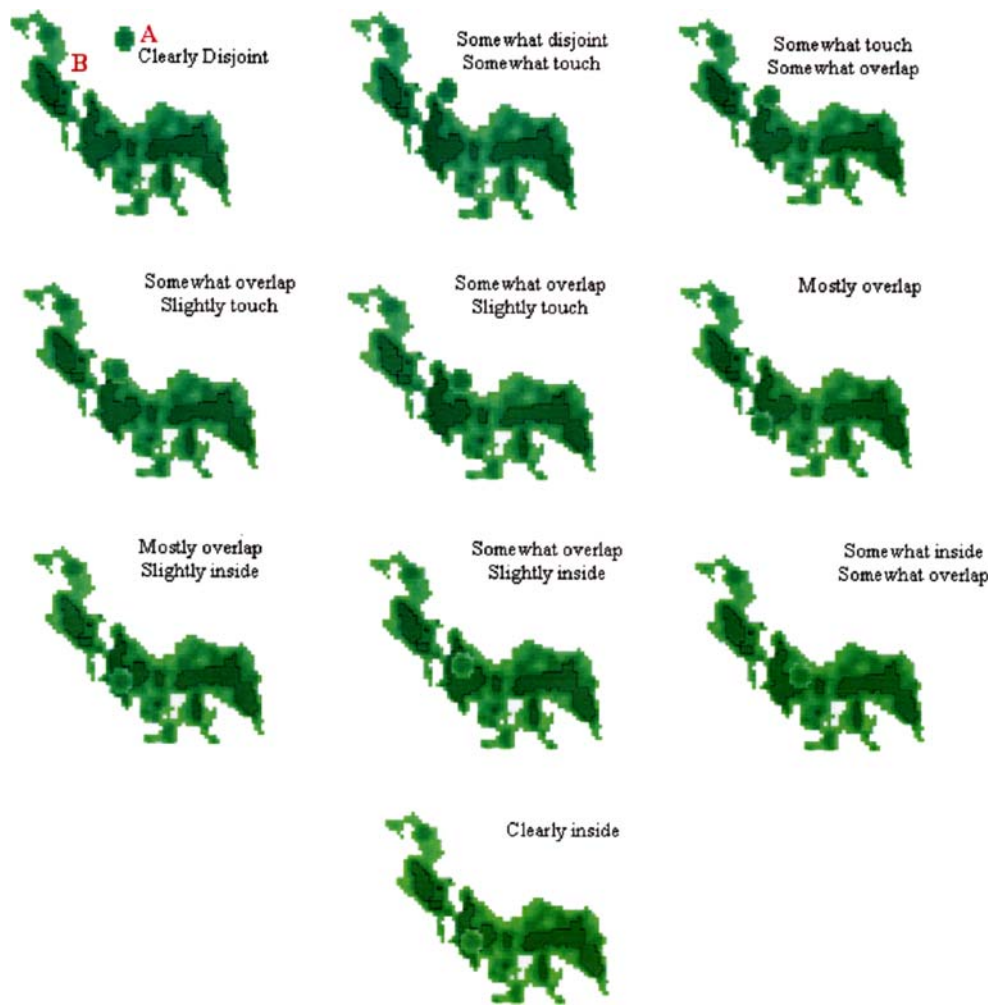 A
Clearly Disjoint
B
Somewhat disjoint
Somewhat touch
Somewhat touch
Somewhat overlap
Somewhat overlap
Slightly touch
Somewhat overlap
Slightly touch
Mostly overlap
Mostly overlap
Slightly inside
Somewhat overlap
Slightly inside
Somewhat inside
Somewhat overlap
Clearly inside